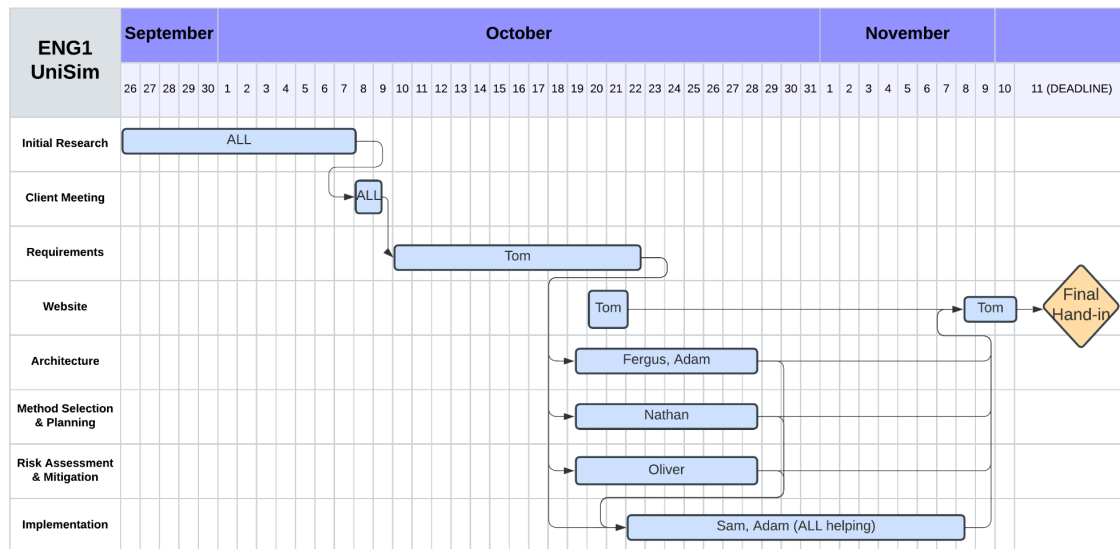 ENG1
UniSim
September October November
26 27 28 29 30 1 2 3 4 5 6 7 8 9 10 11 12 13 14 15 16 17 18 19 20 21 22 23 24 25 26 27 28 29 30 31 1 2 3 4 5 6 7 8 9 10 11 (DEADLINE)
Initial Research
ALL
Client Meeting
ALL
Requirements
Tom
Website
Tom
Tom
Final
Hand-in
Architecture
Fergus, Adam
Method Selection
& Planning
Nathan
Risk Assessment
& Mitigation
Oliver
Implementation
Sam, Adam (ALL helping)